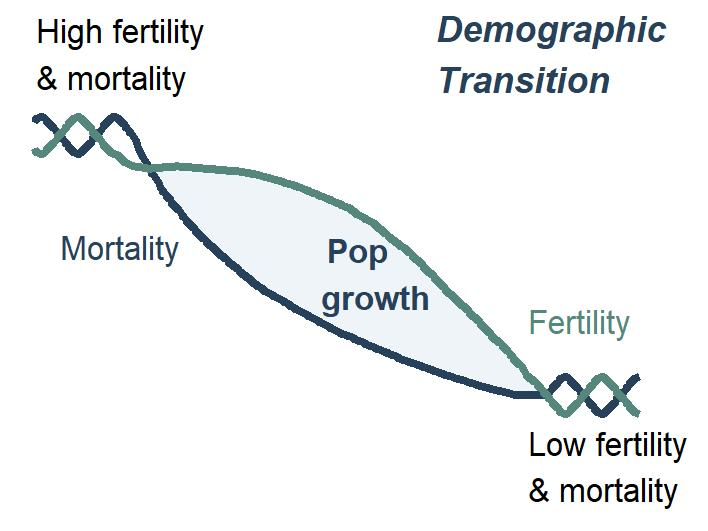 High fertility
& mortality
Demographic
Transition
Mortality
Pop
growth
Fertility
Low fertility
& mortality